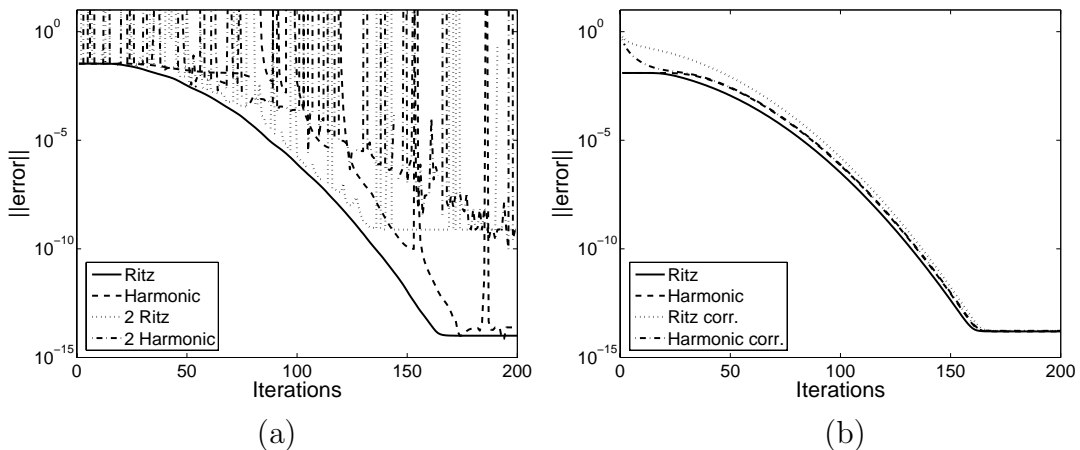 10^0
10^-5
10^-10
10^-15
||error||
0
50
100
150
200
Iterations
Ritz
Harmonic
2 Ritz
2 Harmonic
(a)
10^0
10^-5
10^-10
10^-15
||error||
0
50
100
150
200
Iterations
Ritz
Harmonic
Ritz corr.
Harmonic corr.
(b)